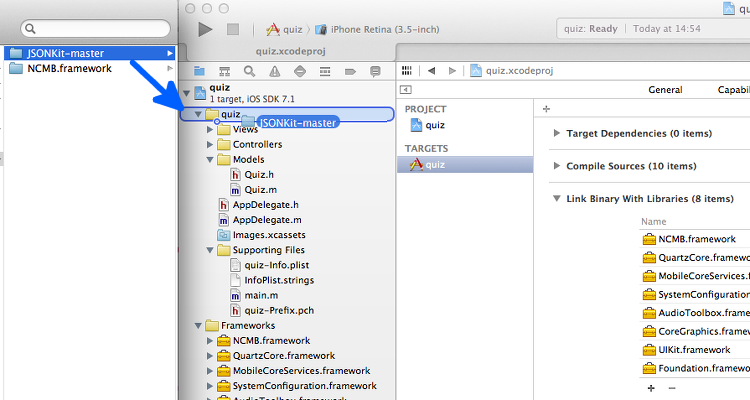 JSONKit-master
NCMB.framework
quiz
iPhone Retina (3.5-inch)
quiz: Ready
Today at 14:54
quiz.xcodeproj
quiz
1 target, iOS SDK 7.1
quiz
JSONKit-master
Views
Controllers
Models
Quiz.h
Quiz.m
AppDelegate.h
AppDelegate.m
Images.xcassets
Supporting Files
quiz-Info.plist
InfoPlist.strings
main.m
quiz-Prefix.pch
Frameworks
NCMB.framework
QuartzCore.framework
MobileCoreServices.framework
SystemConfiguration.framework
AudioToolbox.framework
quiz.xcodeproj
General
PROJECT
quiz
TARGETS
quiz
Target Dependencies (0 items)
Compile Sources (10 items)
Link Binary With Libraries (8 items)
Name
NCMB.framework
QuartzCore.framewo
MobileCoreServices.
SystemConfiguration
AudioToolbox.frame
CoreGraphics.frame
UIKit.framework
Foundation.framewo